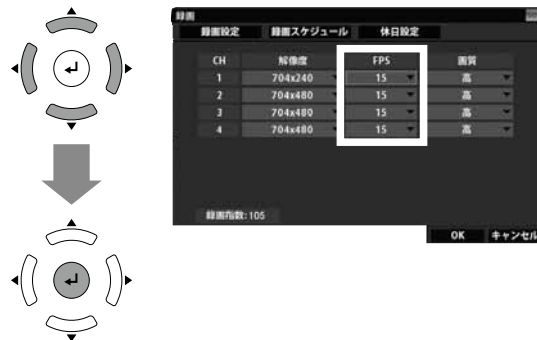 録画
録画設定 録画スケジュール 休日設定
CH 解像度 FPS 画質
1 704x240 15 高
2 704x480 15 高
3 704x480 15 高
4 704x480 15 高
録画指数:105
OK キャンセル